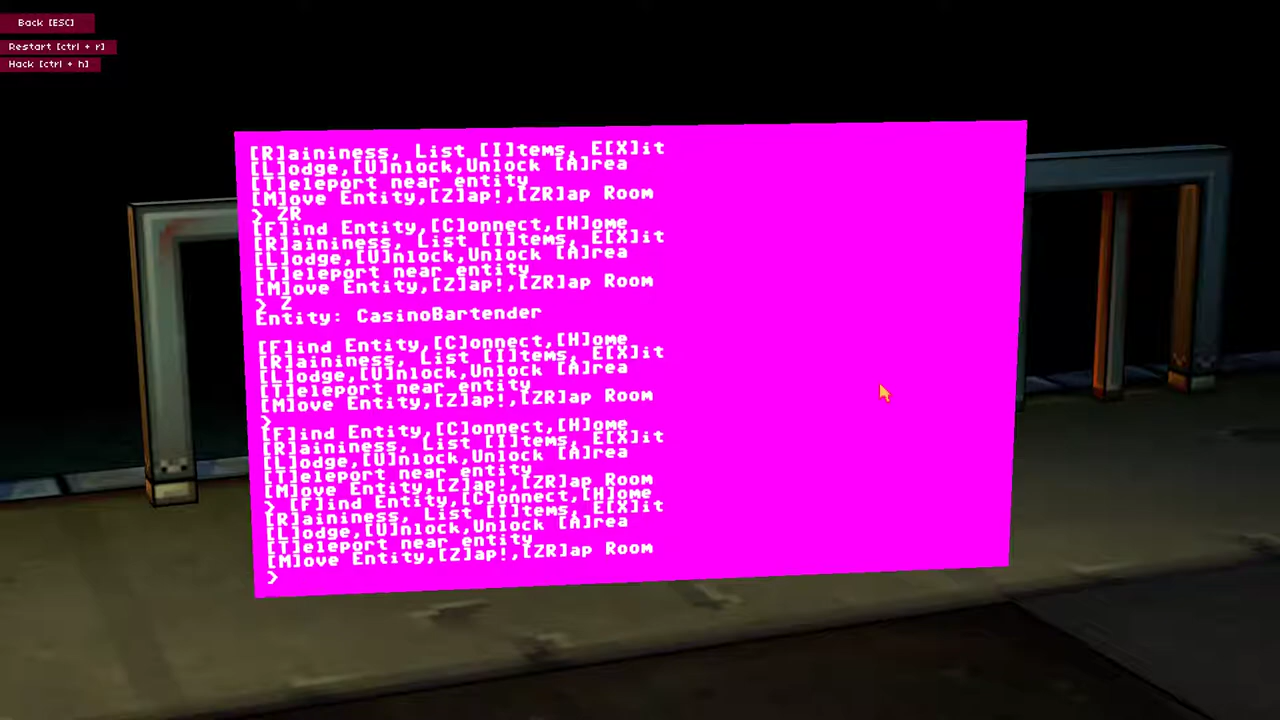 Back [ESC]
Restart [ctrl + r]
Hack [ctrl + h]
[R]aininess, List [I]tems, E[X]it
[L]odge,[U]nlock,Unlock [A]rea
[T]eleport near entity
[M]ove Entity,[Z]ap!,[ZR]ap Room
> ZR
[F]ind Entity,[C]onnect,[H]ome
[R]aininess, List [I]tems, E[X]it
[L]odge,[U]nlock,Unlock [A]rea
[T]eleport near entity
[M]ove Entity,[Z]ap!,[ZR]ap Room
> Z
Entity: CasinoBartender
[F]ind Entity,[C]onnect,[H]ome
[R]aininess, List [I]tems, E[X]it
[L]odge,[U]nlock,Unlock [A]rea
[T]eleport near entity
[M]ove Entity,[Z]ap!,[ZR]ap Room
>
[F]ind Entity,[C]onnect,[H]ome
[R]aininess, List [I]tems, E[X]it
[L]odge,[U]nlock,Unlock [A]rea
[T]eleport near entity
[M]ove Entity,[Z]ap!,[ZR]ap Room
> [F]ind Entity,[C]onnect,[H]ome
[R]aininess, List [I]tems, E[X]it
[L]odge,[U]nlock,Unlock [A]rea
[T]eleport near entity
[M]ove Entity,[Z]ap!,[ZR]ap Room
>